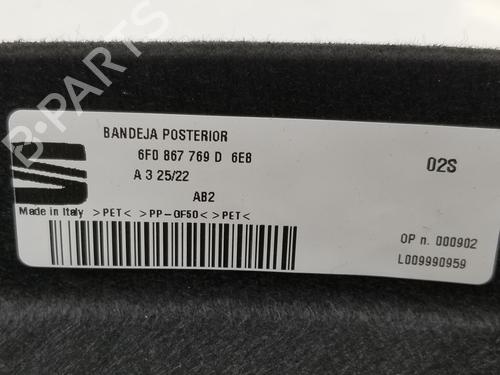 BANDEJA POSTERIOR
6F0 867 769 D 6E8
A 3 25/22
02S
AB2
Made in Italy >PET< >PP-GF50< >PET<
OP n. 000902
L009990959
B-PARTS